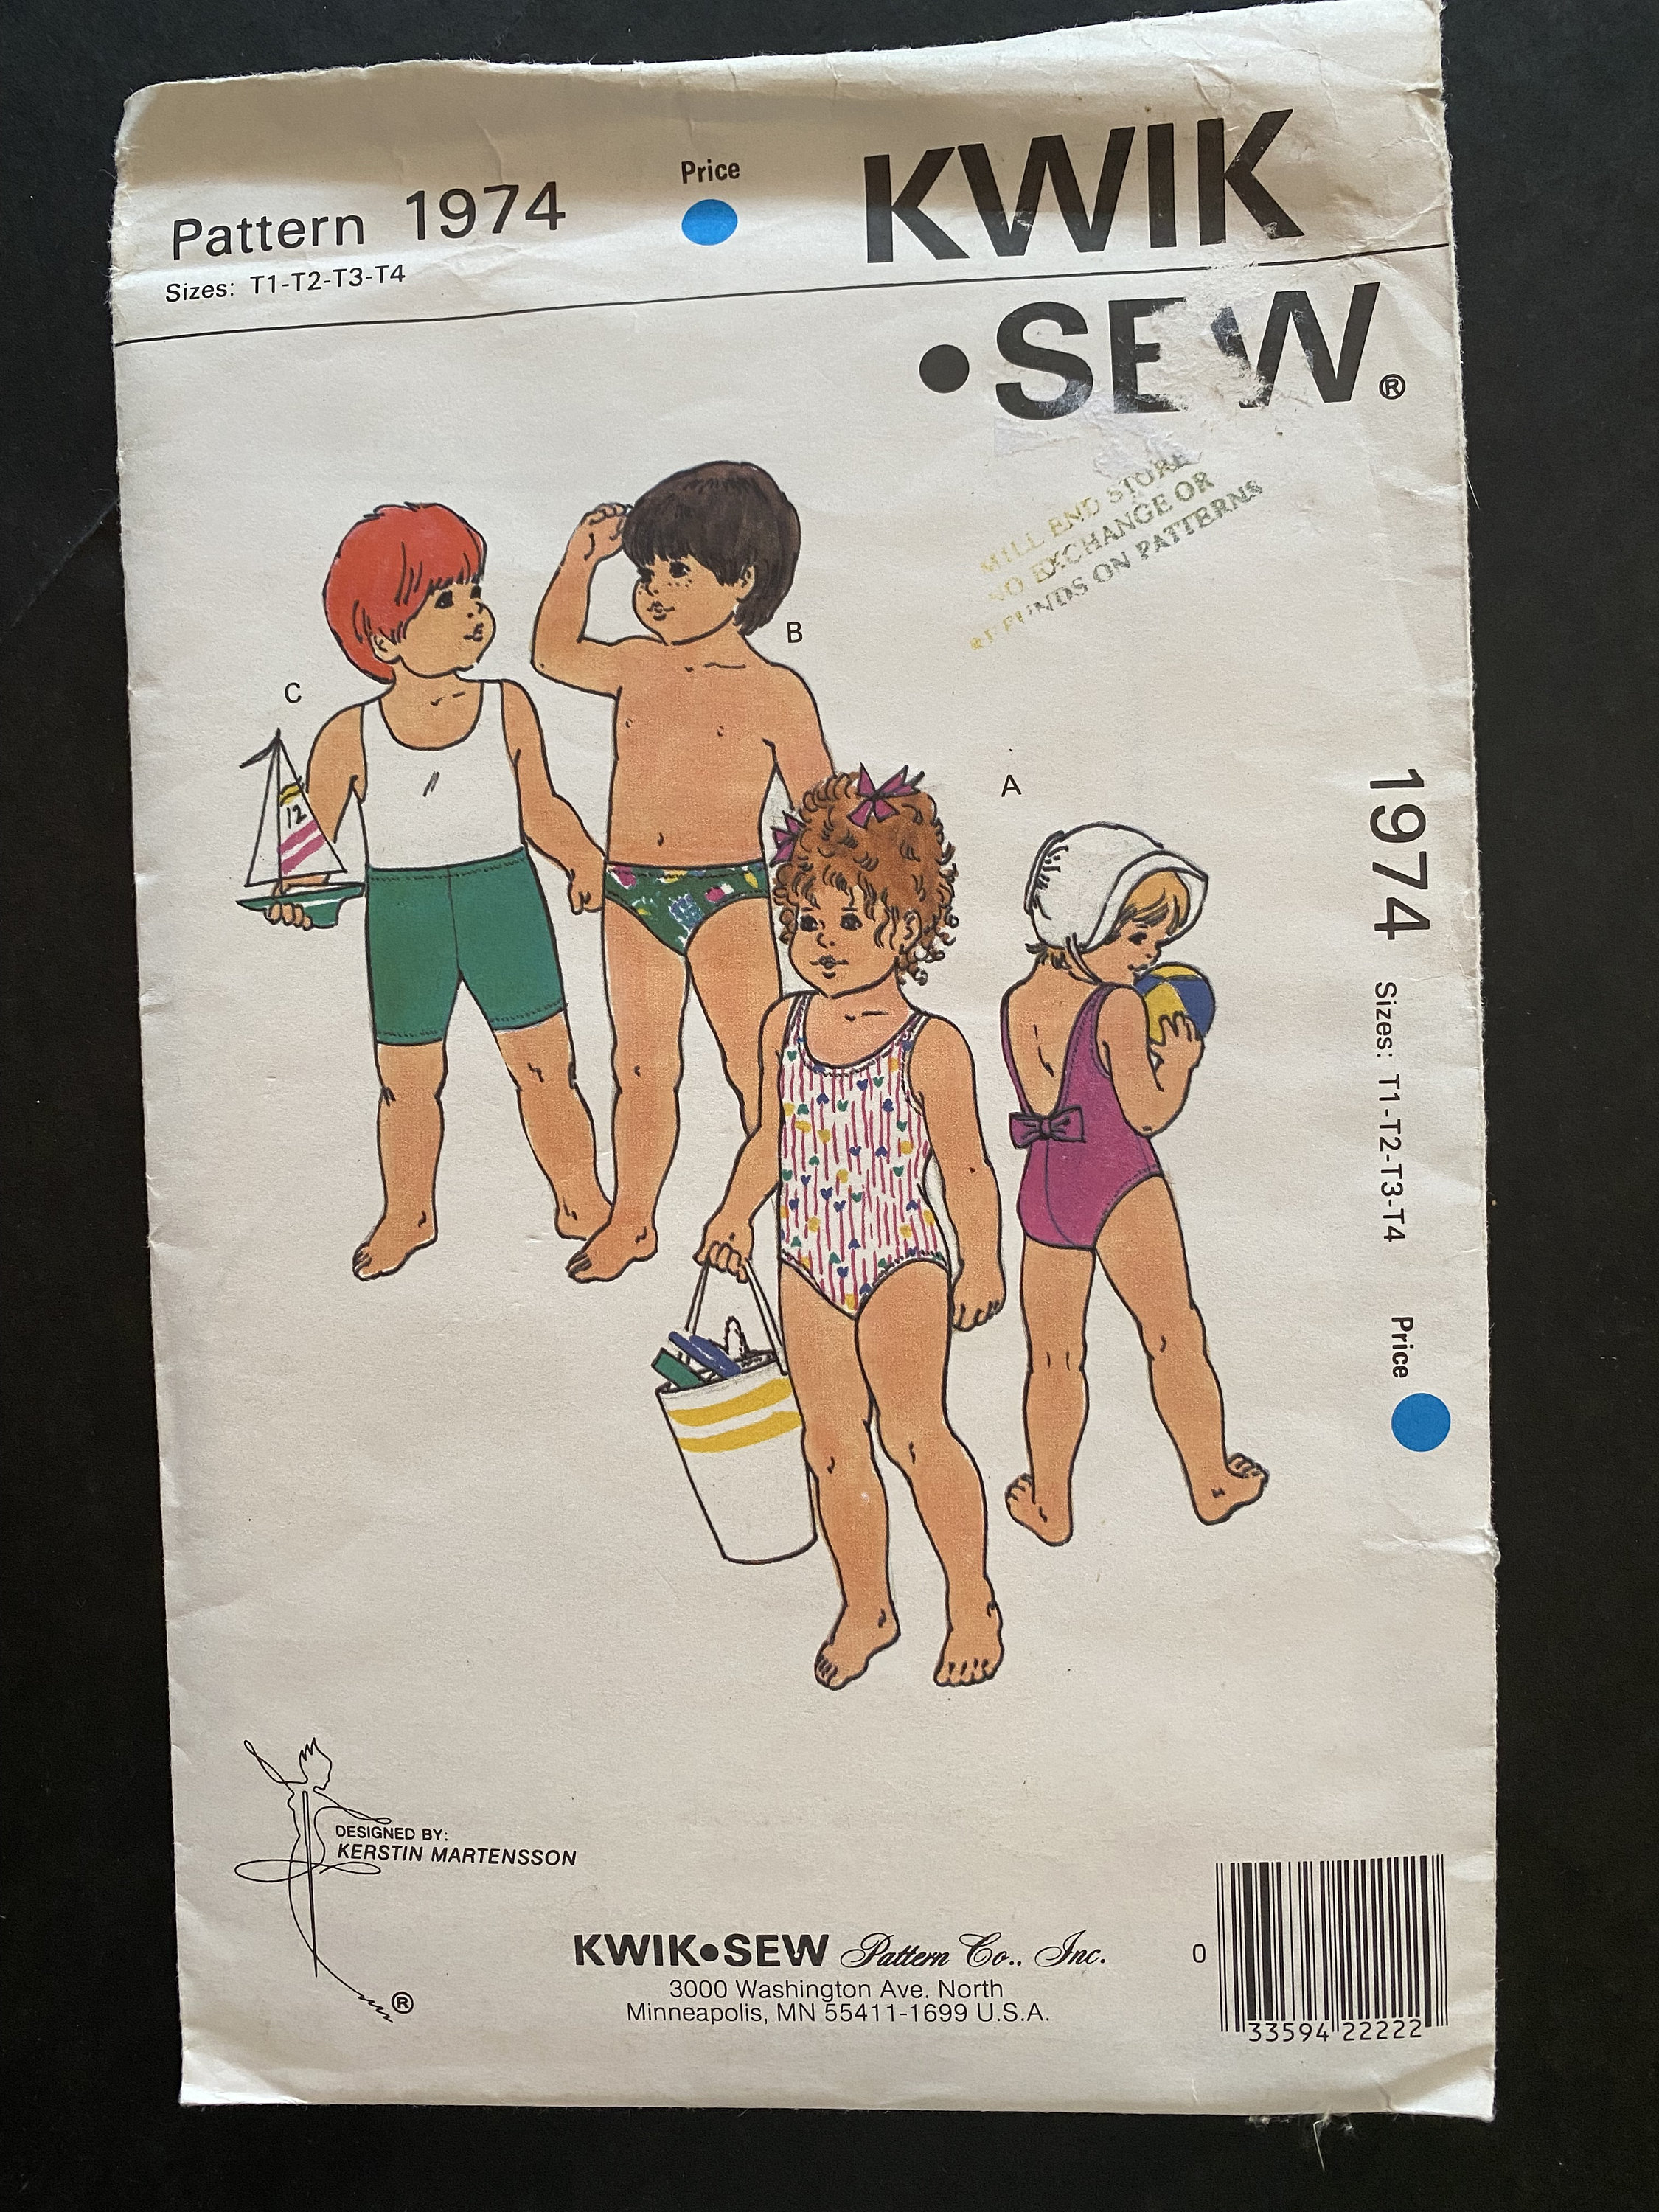 Pattern 1974
Sizes: T1-T2-T3-T4
Price
KWIK
•SEW®
MILL END STORE
NO EXCHANGE OR
REFUNDS ON PATTERNS
C
12
B
A
1974 Sizes: T1-T2-T3-T4 Price
DESIGNED BY:
KERSTIN MARTENSSON
®
KWIK•SEW Pattern Co., Inc.
3000 Washington Ave. North
Minneapolis, MN 55411-1699 U.S.A.
0 33594 22222